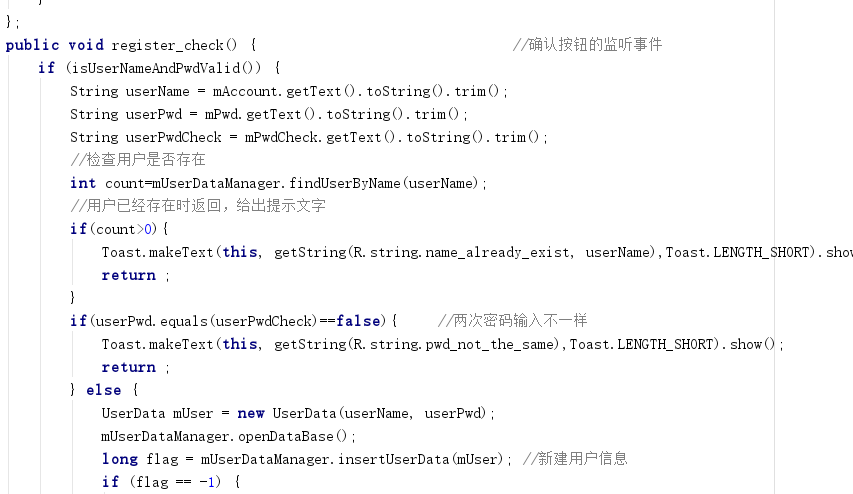 };
public void register_check() { //确认按钮的监听事件
if (isUserNameAndPwdValid()) {
String userName = mAccount.getText().toString().trim();
String userPwd = mPwd.getText().toString().trim();
String userPwdCheck = mPwdCheck.getText().toString().trim();
//检查用户是否存在
int count=mUserDataManager.findUserByName(userName);
//用户已经存在时返回，给出提示文字
if(count>0){
Toast.makeText(this, getString(R.string.name_already_exist, userName),Toast.LENGTH_SHORT).show
return ;
}
if(userPwd.equals(userPwdCheck)==false){ //两次密码输入不一样
Toast.makeText(this, getString(R.string.pwd_not_the_same),Toast.LENGTH_SHORT).show();
return ;
} else {
UserData mUser = new UserData(userName, userPwd);
mUserDataManager.openDataBase();
long flag = mUserDataManager.insertUserData(mUser); //新建用户信息
if (flag == -1) {